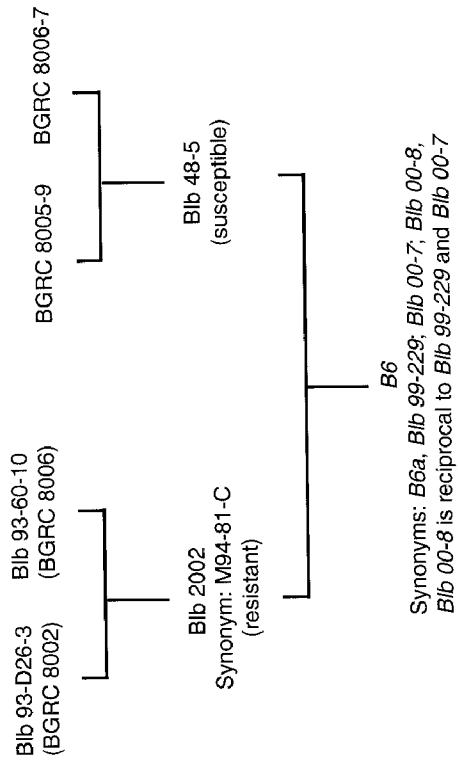 Blb 93-D26-3
(BGRC 8002)
Blb 93-60-10
(BGRC 8006)
BGRC 8005-9
BGRC 8006-7
Blb 2002
Synonym: M94-81-C
(resistant)
Blb 48-5
(susceptible)
B6
Synonyms: B6a, Blb 99-229; Blb 00-7; Blb 00-8,
Blb 00-8 is reciprocal to Blb 99-229 and Blb 00-7